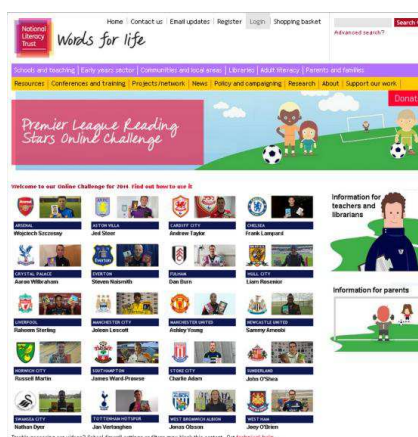 Home | Contact us | Email updates | Register | Login | Shopping basket
Search
Advanced search?
National
Literacy
Trust
Words for life
Schools and teaching | Early years sector | Communities and local areas | Libraries | Adult literacy | Parents and families
Resources | Conferences and training | Projects/network | News | Policy and campaigning | Research | About | Support our work
Donat
Premier League Reading
Stars Online Challenge
Welcome to our Online Challenge for 2014. Find out how to use it
Information for
teachers and
librarians
ARSENAL ASTON VILLA CARDIFF CITY CHELSEA
Wojciech Szczesny Jed Steer Andrew Taylor Frank Lampard
CRYSTAL PALACE EVERTON FULHAM HULL CITY
Aaron Wilbraham Steven Naismith Dan Burn Liam Rosenior
Information for parents
LIVERPOOL MANCHESTER CITY MANCHESTER UNITED NEWCASTLE UNITED
Raheem Sterling Joleon Lescott Ashley Young Sammy Ameobi
NORWICH CITY SOUTHAMPTON STOKE CITY SUNDERLAND
Russell Martin James Ward-Prowse Charlie Adam John O'Shea
SWANSEA CITY TOTTENHAM HOTSPUR WEST BROMWICH ALBION WEST HAM
Nathan Dyer Jan Vertonghen Jonas Olsson Joey O'Brien